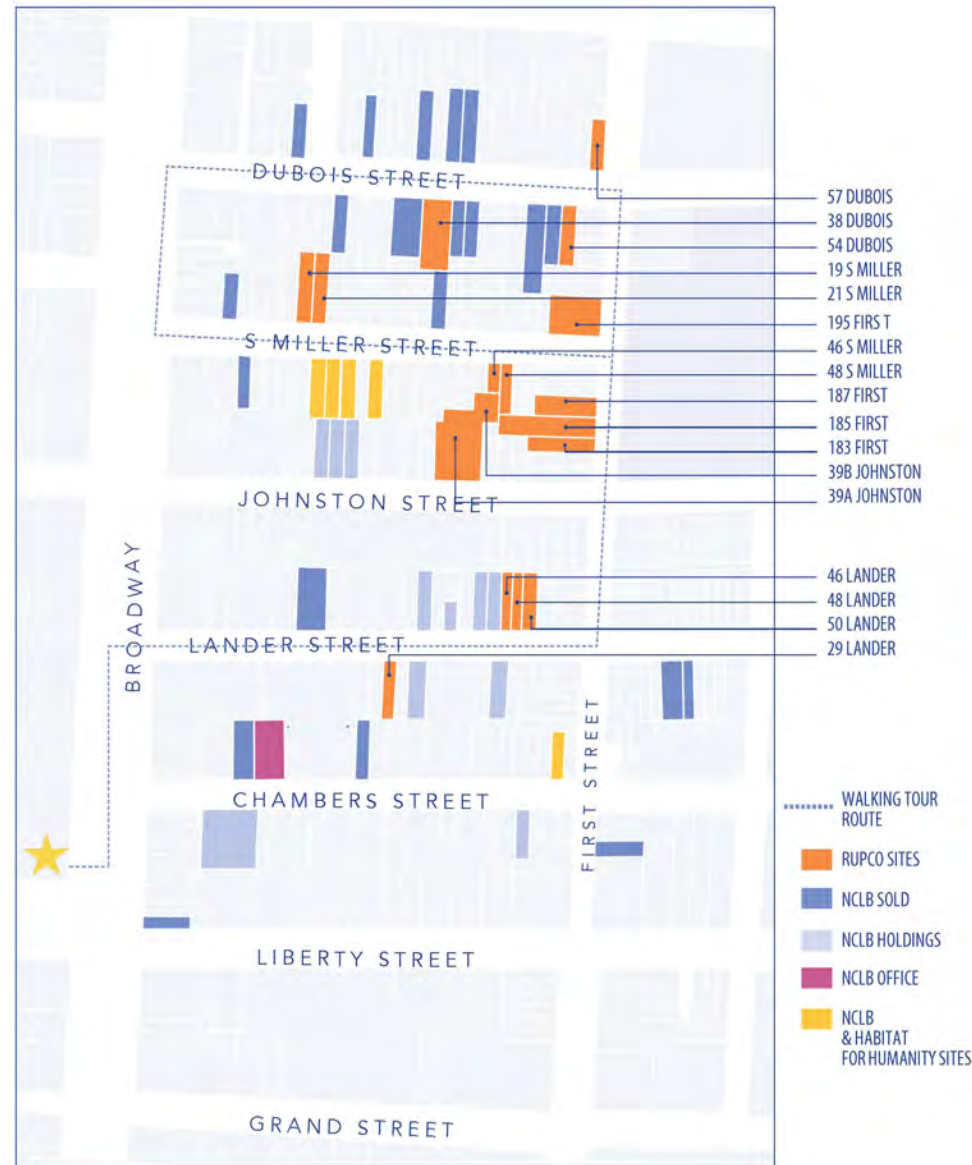 DUBOIS STREET
57 DUBOIS
38 DUBOIS
54 DUBOIS
19 S MILLER
21 S MILLER
195 FIRS T
S MILLER STREET
46 S MILLER
48 S MILLER
187 FIRST
185 FIRST
183 FIRST
39B JOHNSTON
39A JOHNSTON
JOHNSTON STREET
BROADWAY
46 LANDER
48 LANDER
50 LANDER
29 LANDER
LANDER STREET
FIRST STREET
CHAMBERS STREET
LIBERTY STREET
GRAND STREET
WALKING TOUR
ROUTE
RUPCO SITES
NCLB SOLD
NCLB HOLDINGS
NCLB OFFICE
NCLB
& HABITAT
FOR HUMANITY SITES